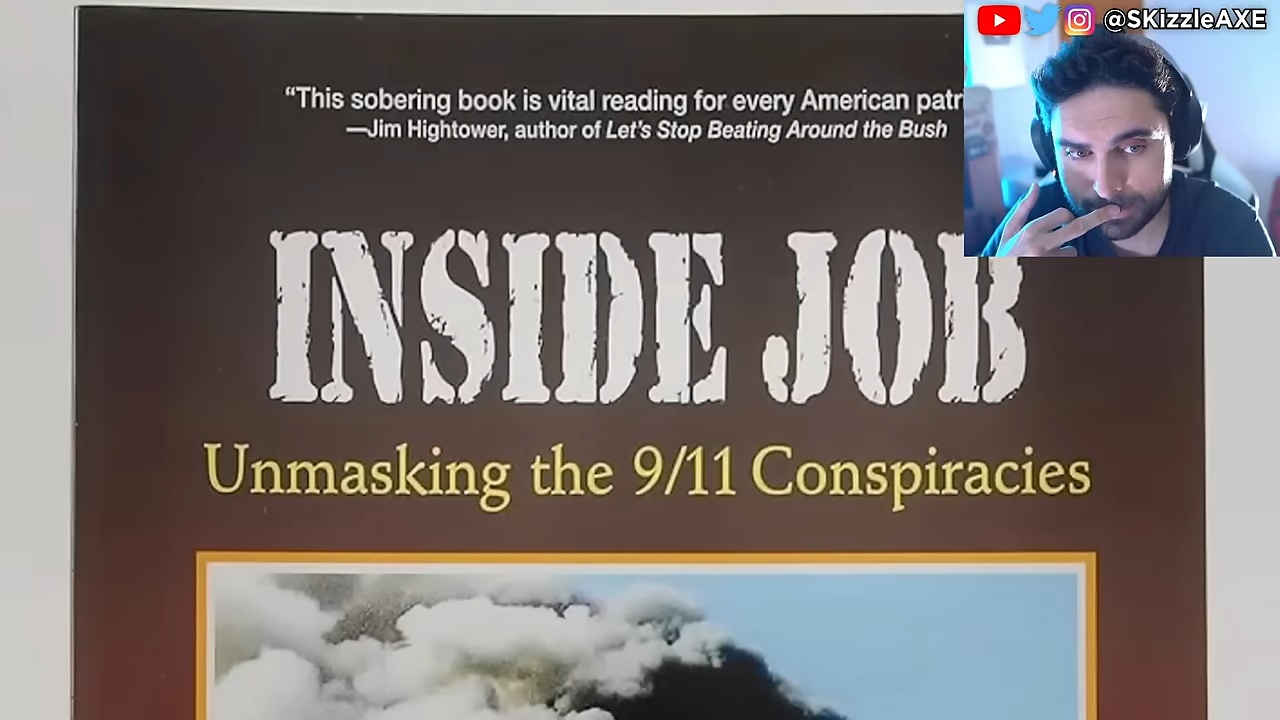 @SKizzleAXE
“This sobering book is vital reading for every American patr
—Jim Hightower, author of Let's Stop Beating Around the Bush
INSIDE JOB
Unmasking the 9/11 Conspiracies